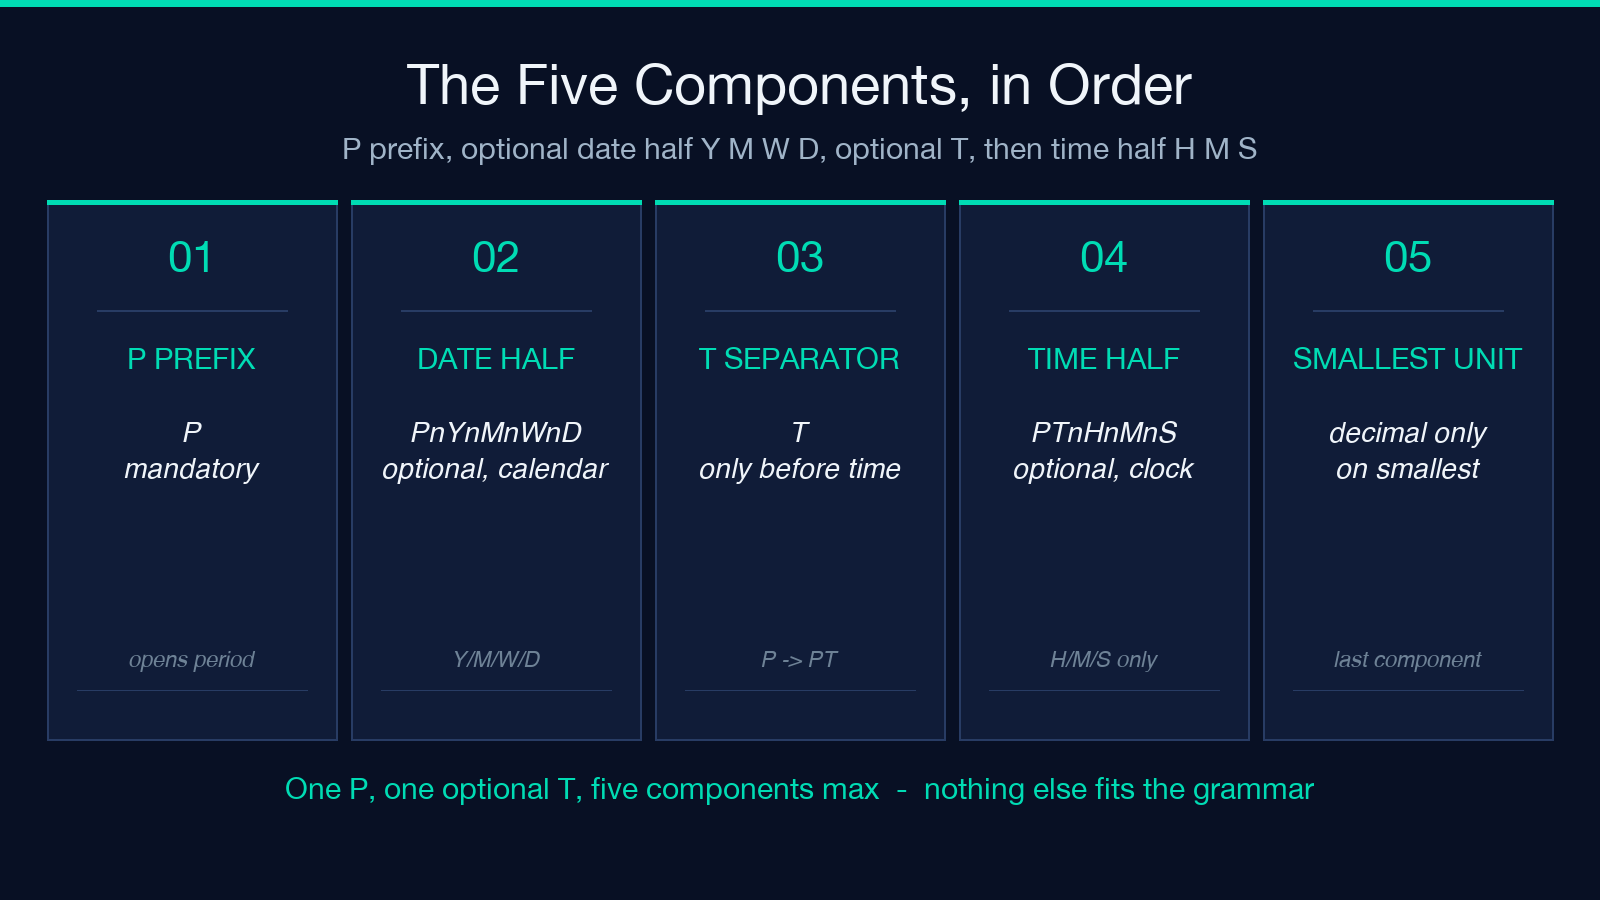 The Five Components, in Order
P prefix, optional date half Y M W D, optional T, then time half H M S
01
P PREFIX
P
mandatory
opens period
02
DATE HALF
PnYnMnWnD
optional, calendar
Y/M/W/D
03
T SEPARATOR
T
only before time
P -> PT
04
TIME HALF
PTnHnMnS
optional, clock
H/M/S only
05
SMALLEST UNIT
decimal only
on smallest
last component
One P, one optional T, five components max - nothing else fits the grammar